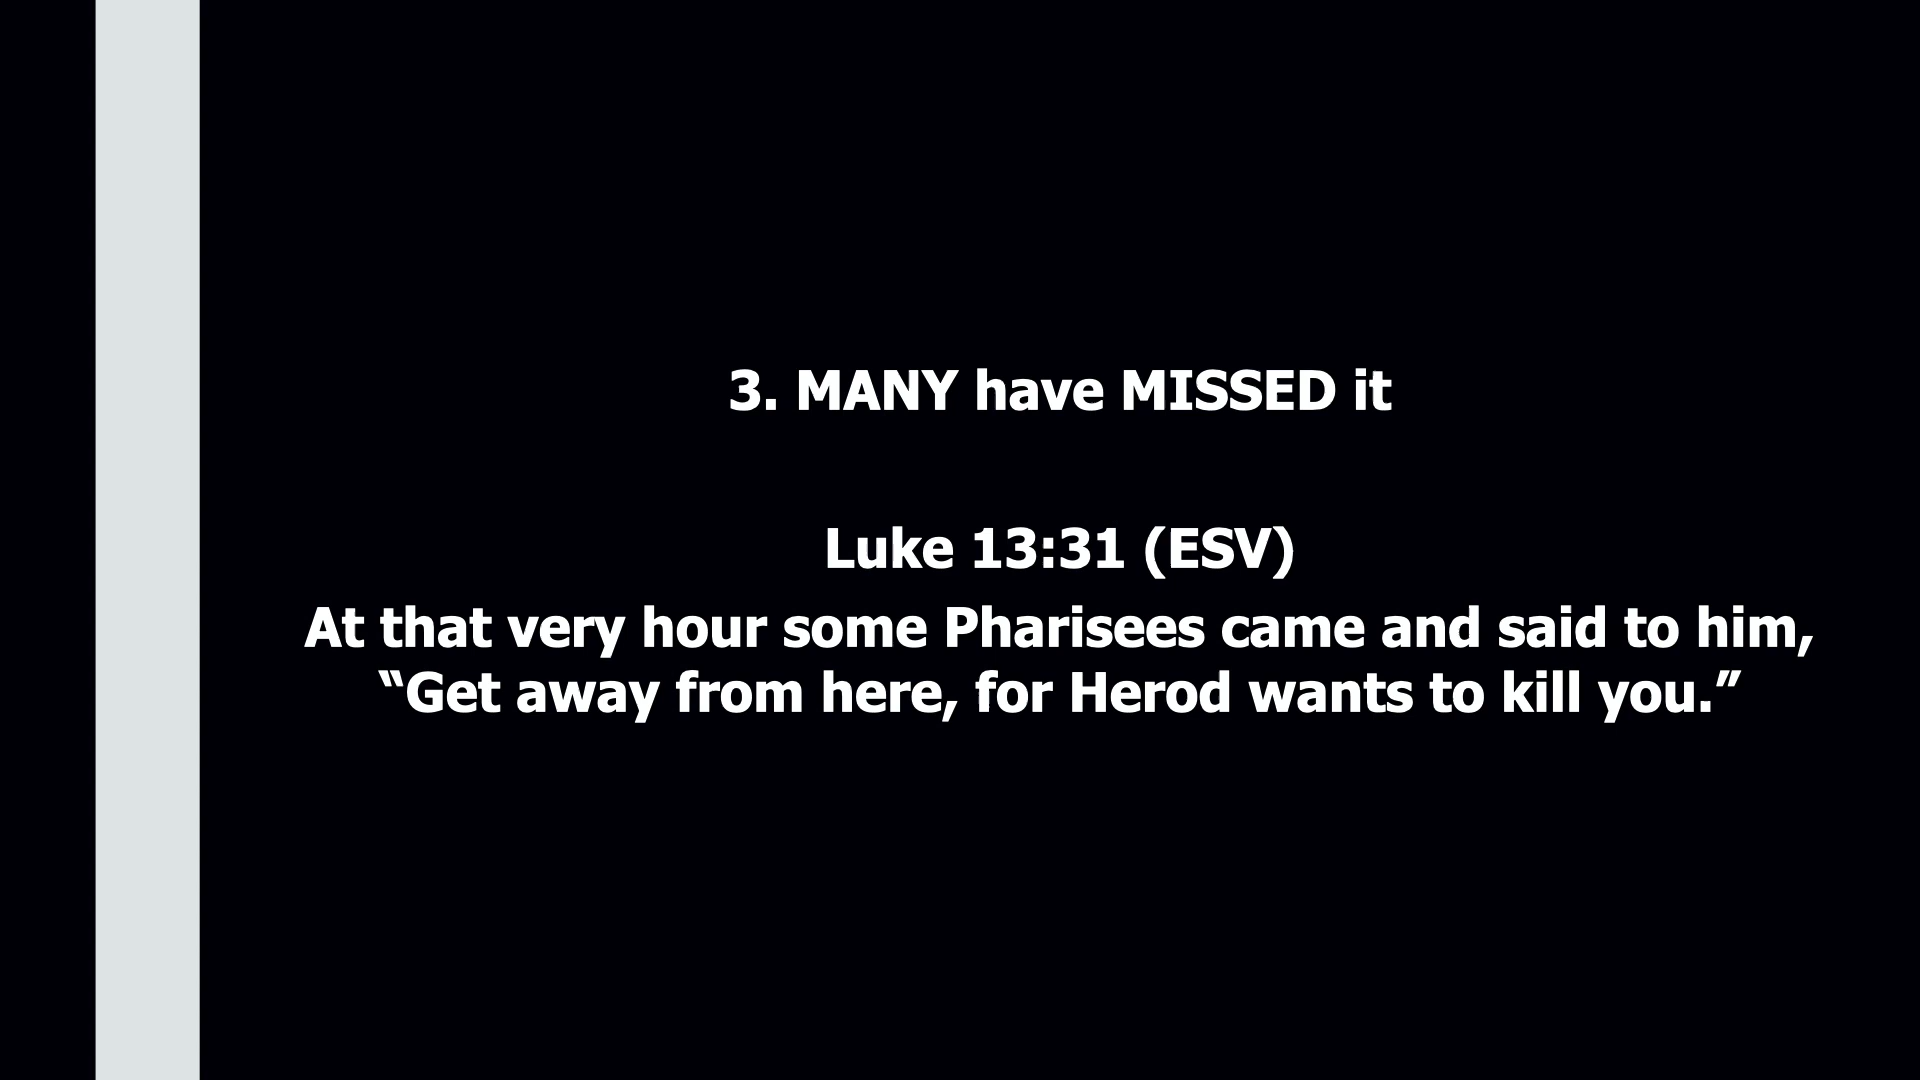 3. MANY have MISSED it
Luke 13:31 (ESV)
At that very hour some Pharisees came and said to him,
“Get away from here, for Herod wants to kill you.”